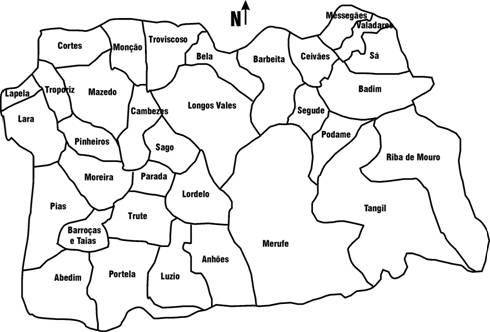 N
Messegães
Valadares
Cortes
Monção
Troviscoso
Bela
Barbeita
Ceivães
Sá
Lapela
Troporiz
Mazedo
Badim
Lara
Cambezes
Longos Vales
Segude
Podame
Pinheiros
Sago
Riba de Mouro
Moreira
Parada
Lordelo
Pias
Trute
Tangil
Barroças
e Taias
Merufe
Abedim
Portela
Luzio
Anhões